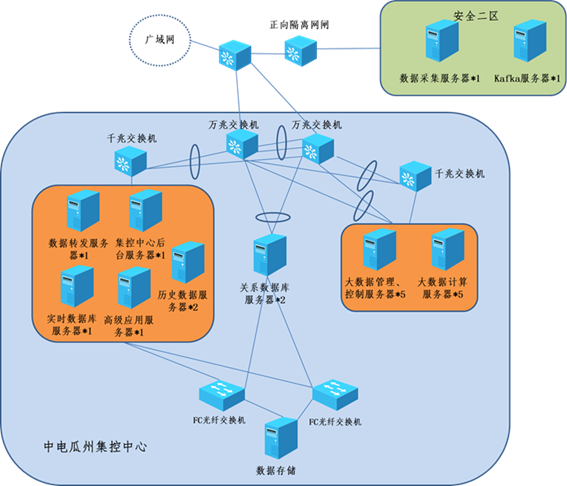 安全二区
正向隔离网闸
广域网
数据采集服务器*1
Kafka服务器*1
万兆交换机
万兆交换机
千兆交换机
千兆交换机
数据转发服务
器*1
集控中心后
台服务器*1
历史数据服
务器*2
实时数据库
服务器*1
高级应用服
务器*1
关系数据库
服务器*2
大数据管理、
控制服务器*5
大数据计算
服务器*5
FC光纤交换机
FC光纤交换机
中电瓜州集控中心
数据存储